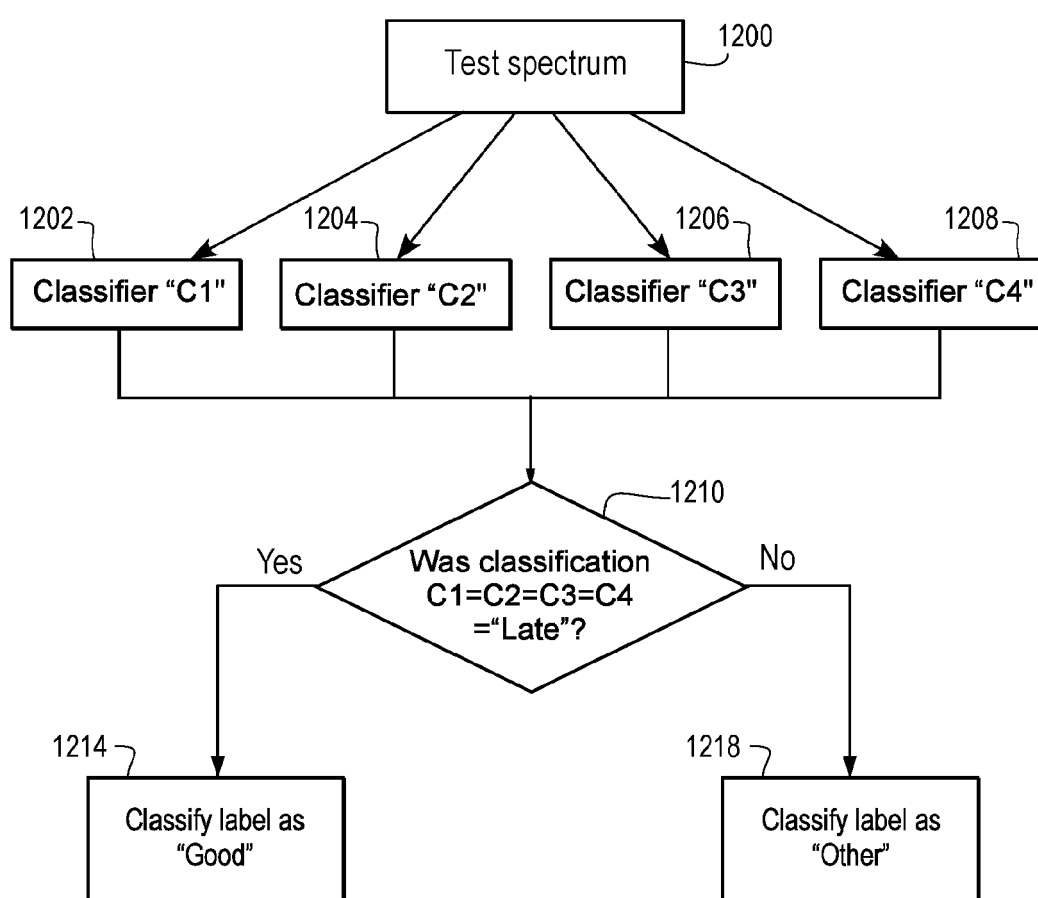 1200
Test spectrum
1202
1204
1206
1208
Classifier “C1"
Classifier “C2"
Classifier “C3"
Classifier “C4"
1210
Yes
Was classification
No
C1=C2=C3=C4
=“Late”?
1214
1218
Classify label as
“Good”
Classify label as
“Other”